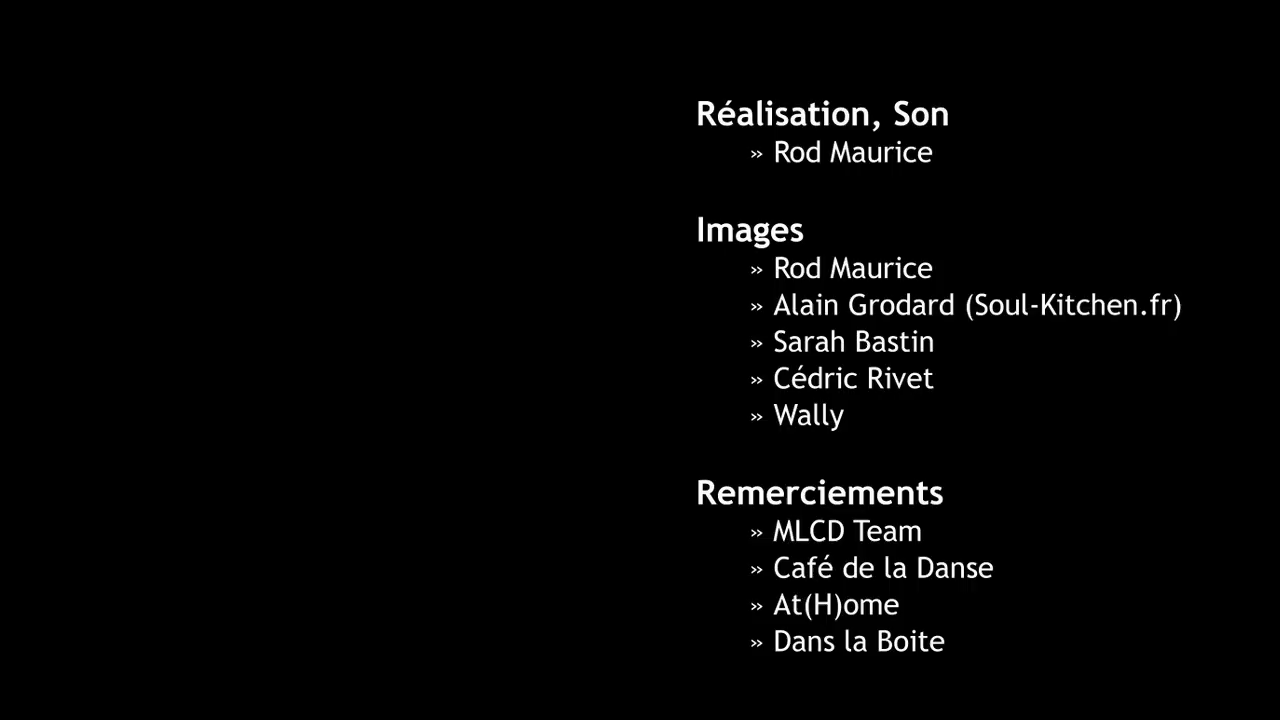 Réalisation, Son
» Rod Maurice
Images
» Rod Maurice
» Alain Grodard (Soul-Kitchen.fr)
» Sarah Bastin
» Cédric Rivet
» Wally
Remerciements
» MLCD Team
» Café de la Danse
» At(H)ome
» Dans la Boite